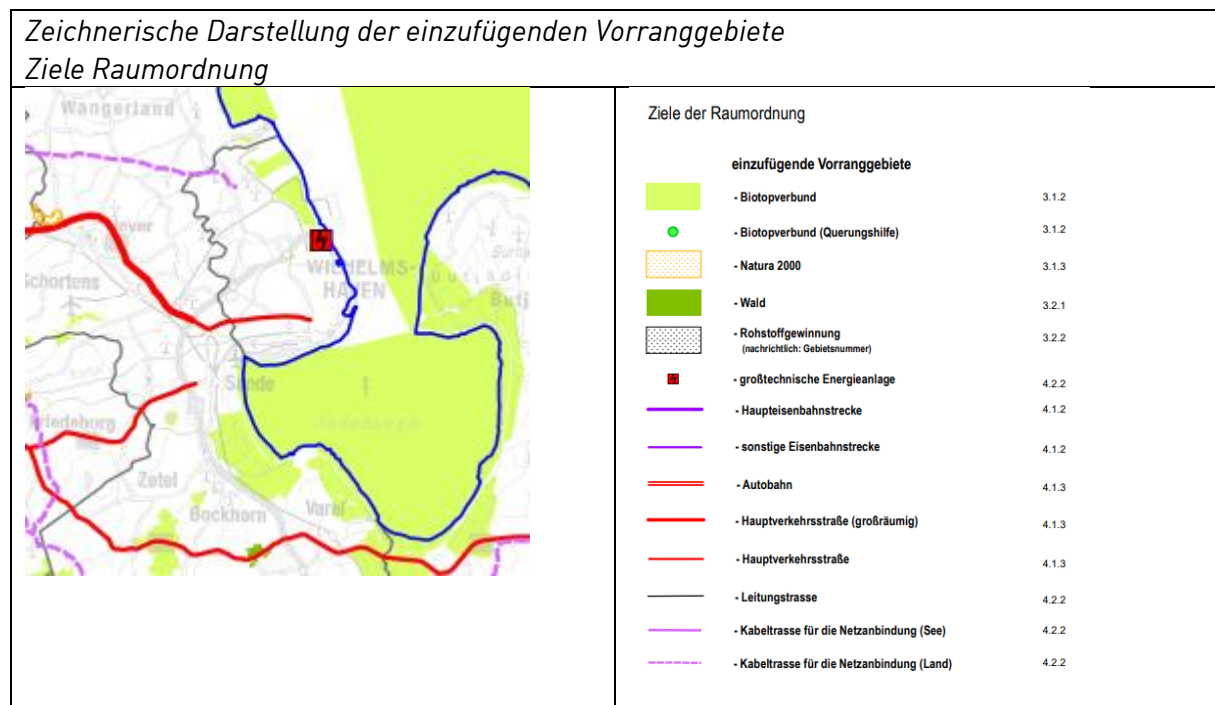 Zeichnerische Darstellung der einzufügenden Vorranggebiete
Ziele Raumordnung
Wangerland
Schortens
WILHELMS-
HAVEN
Sande
Friedeburg
Zetel
Bockhorn
Varel
Ziele der Raumordnung
einzufügende Vorranggebiete
- Biotopverbund 3.1.2
- Biotopverbund (Querungshilfe) 3.1.2
- Natura 2000 3.1.3
- Wald 3.2.1
- Rohstoffgewinnung 3.2.2
(nachrichtlich: Gebietsnummer)
- großtechnische Energieanlage 4.2.2
- Haupteisenbahnstrecke 4.1.2
- sonstige Eisenbahnstrecke 4.1.2
- Autobahn 4.1.3
- Hauptverkehrsstraße (großräumig) 4.1.3
- Hauptverkehrsstraße 4.1.3
- Leitungstrasse 4.2.2
- Kabeltrasse für die Netzanbindung (See) 4.2.2
- Kabeltrasse für die Netzanbindung (Land) 4.2.2